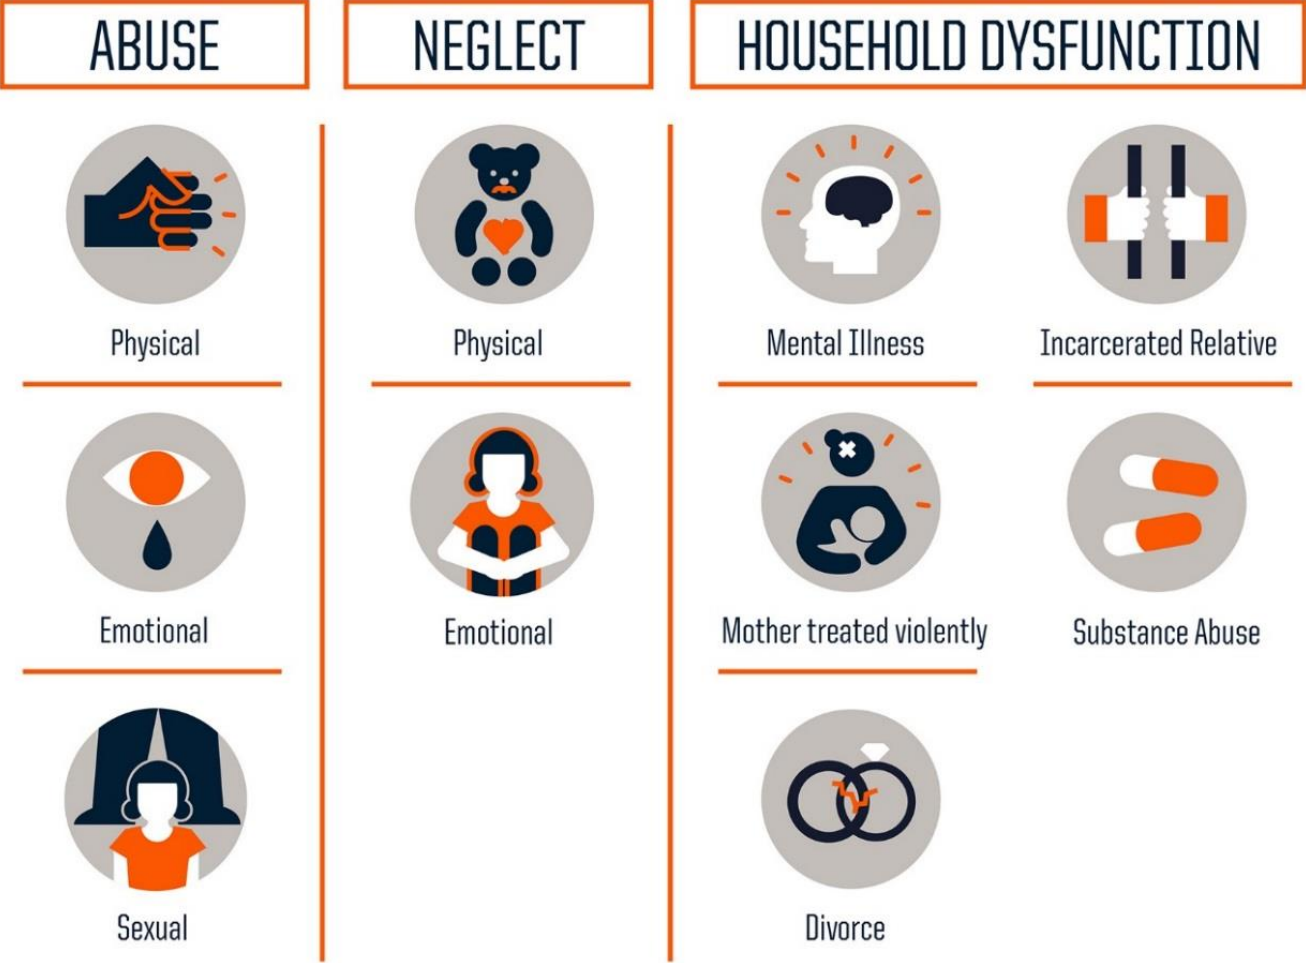 ABUSE
Physical
Emotional
Sexual
NEGLECT
Physical
Emotional
HOUSEHOLD DYSFUNCTION
Mental Illness
Incarcerated Relative
Mother treated violently
Substance Abuse
Divorce